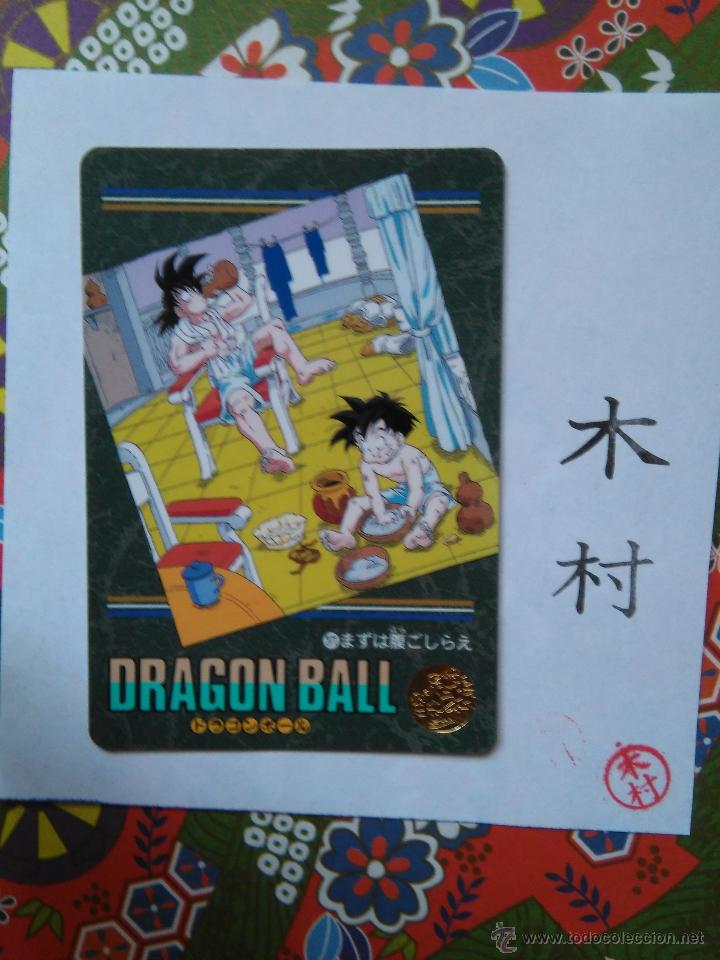 まずは腹ごしらえ
DRAGON BALL
ドラゴンボール
木村
木村
www.todocoleccion.net